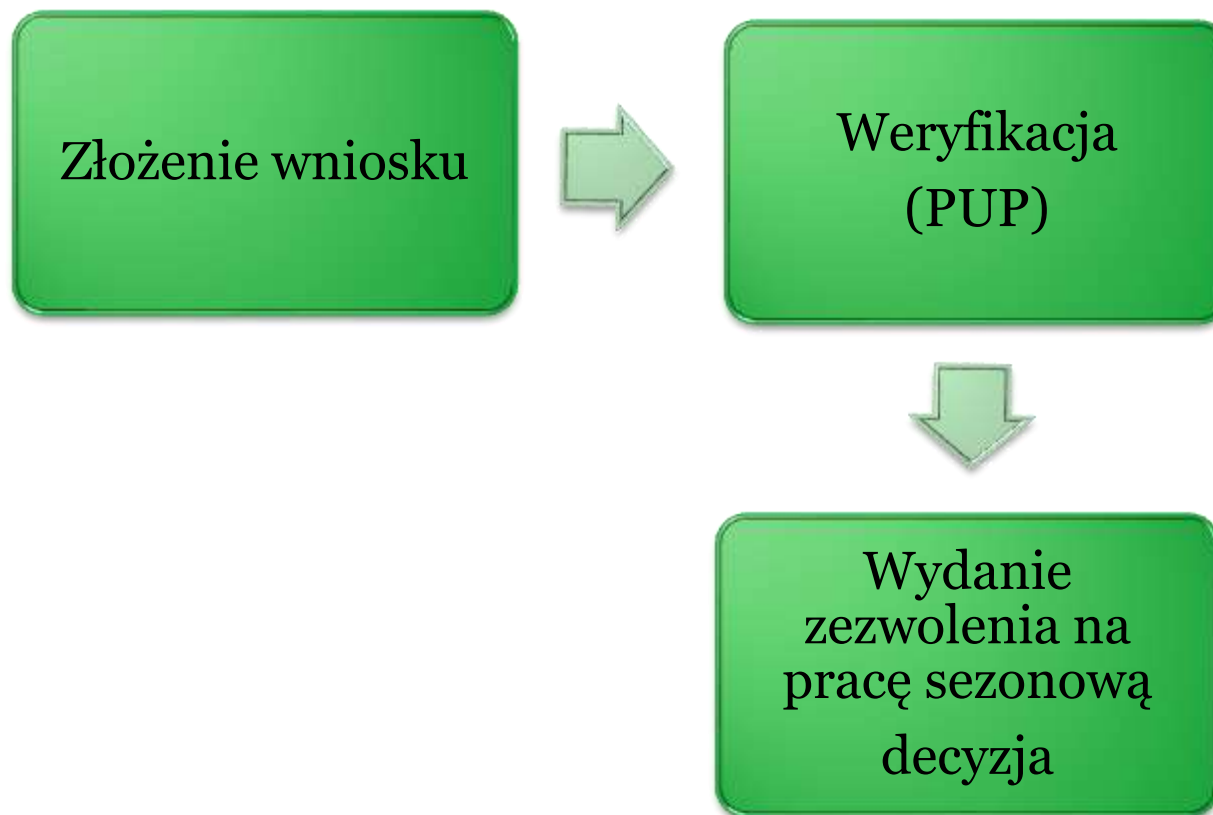 Złożenie wniosku
Weryfikacja
(PUP)
Wydanie
zezwolenia na
pracę sezonową
decyzja